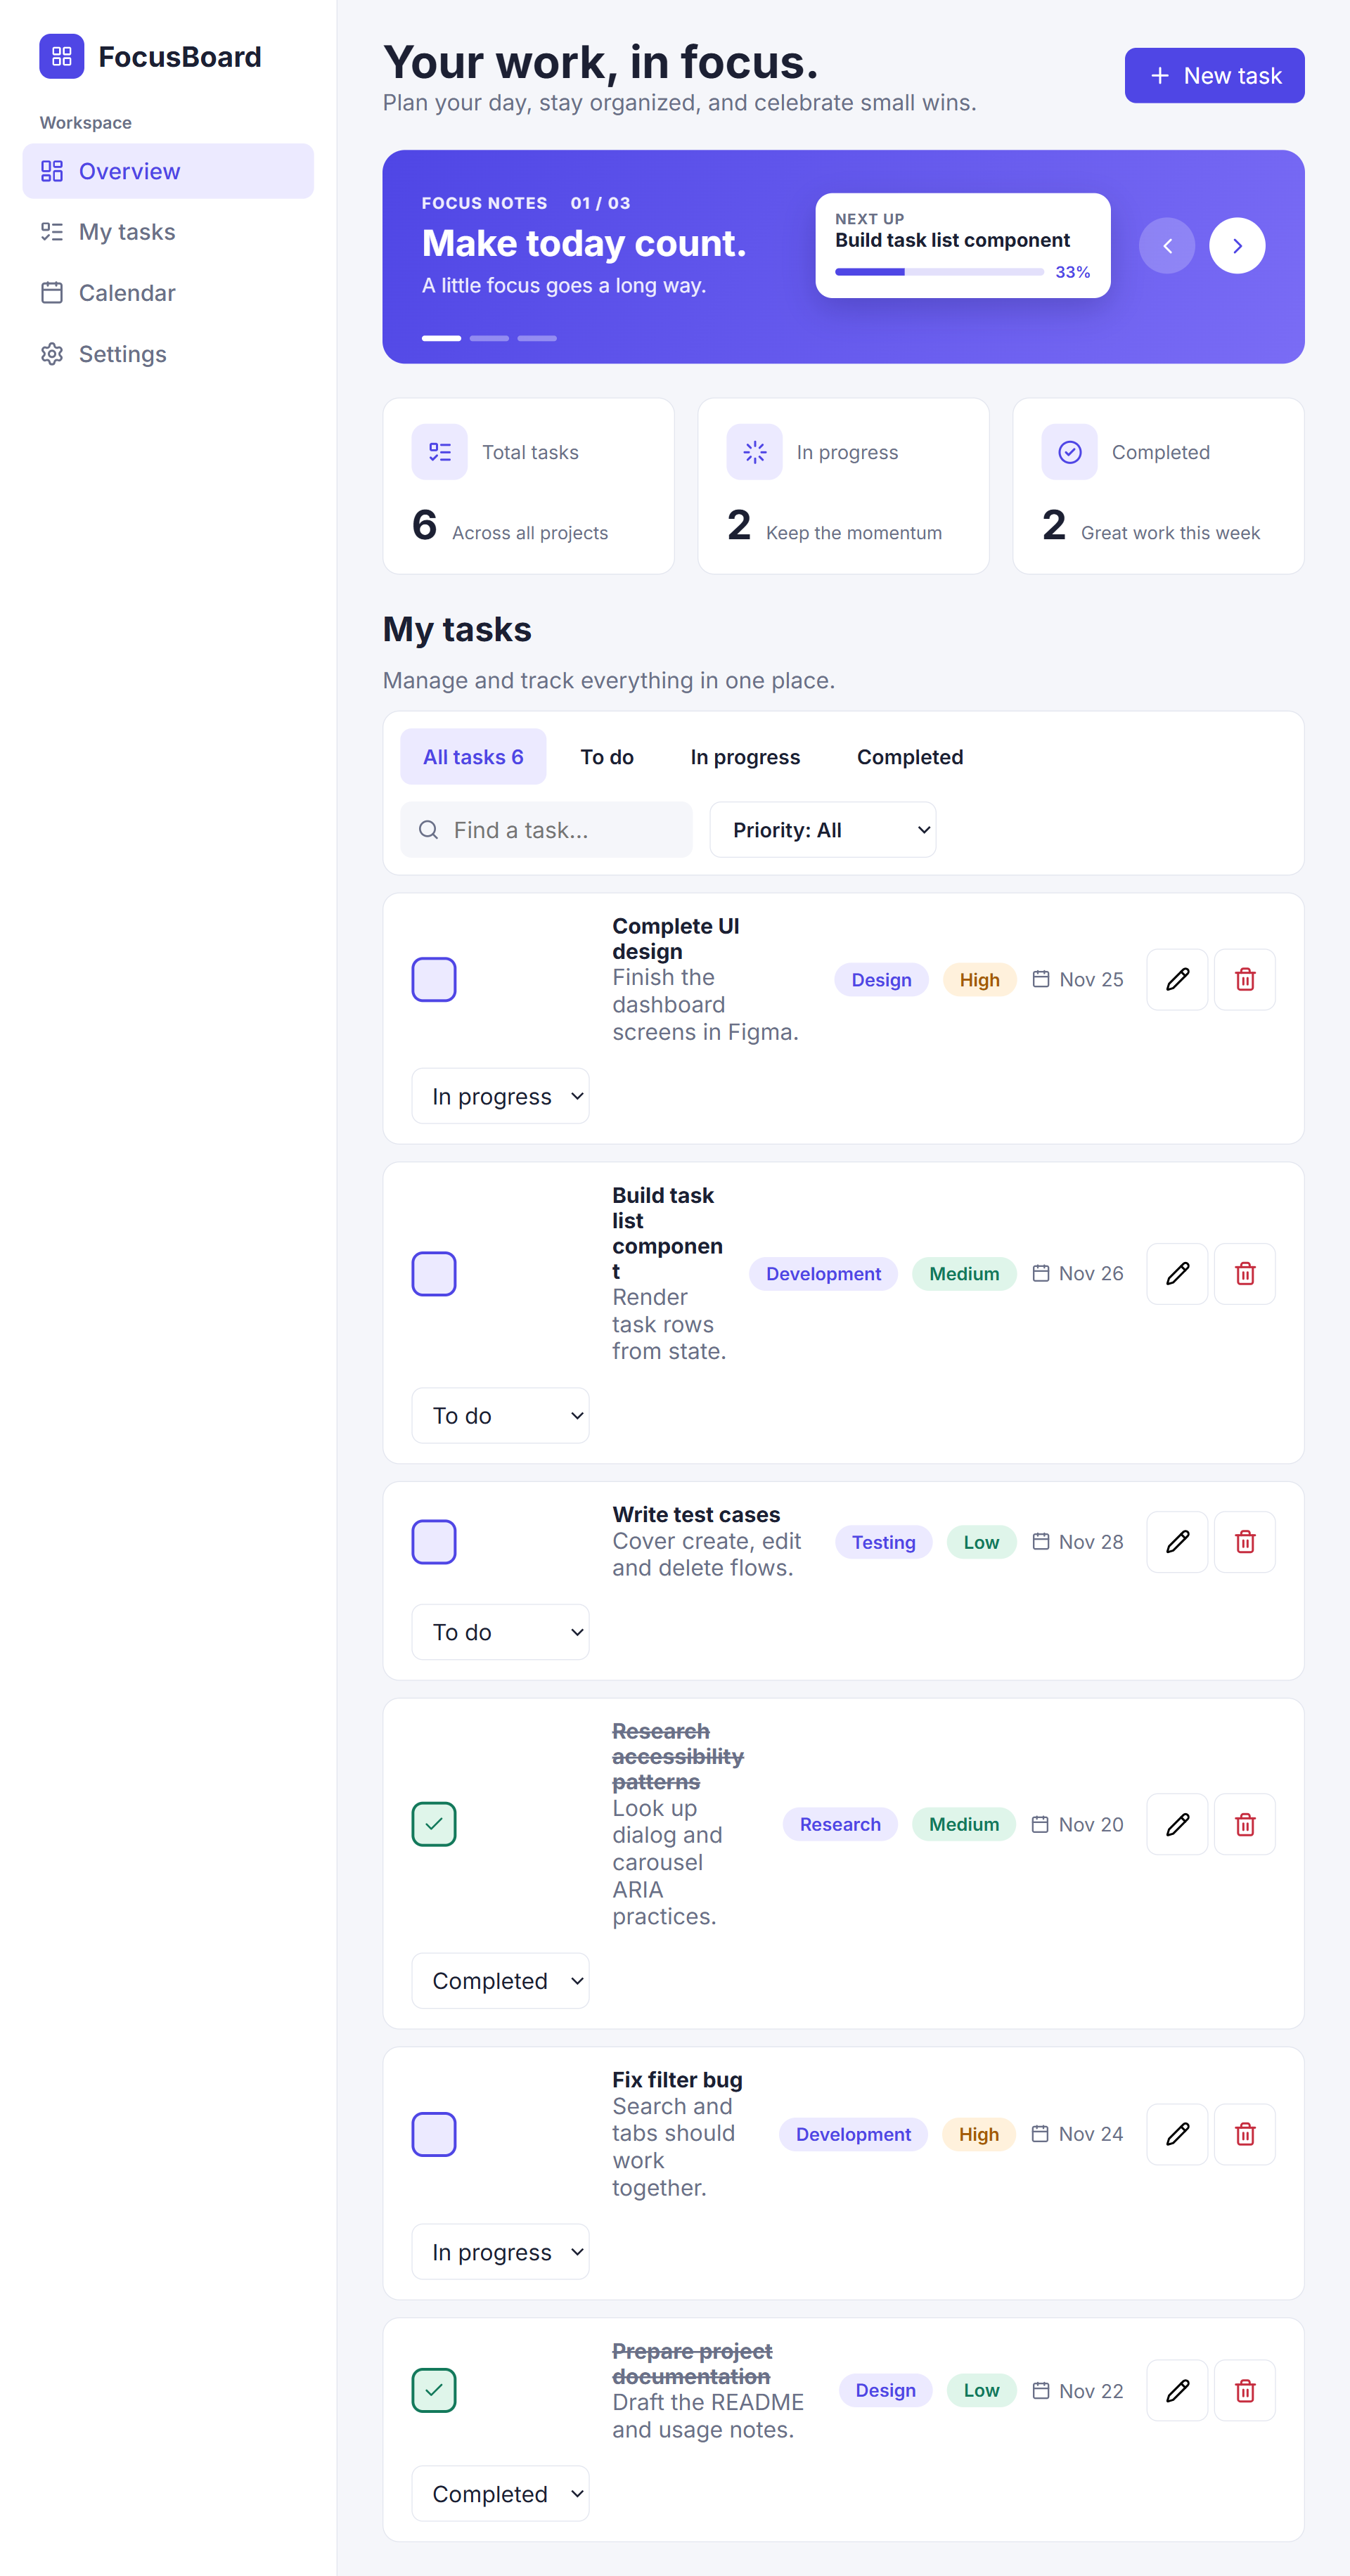 FocusBoard
Workspace
Overview
My tasks
Calendar
Settings
Your work, in focus.
Plan your day, stay organized, and celebrate small wins.
New task
FOCUS NOTES 01 / 03
Make today count.
A little focus goes a long way.
NEXT UP
Build task list component
33%
Total tasks
6 Across all projects
In progress
2 Keep the momentum
Completed
2 Great work this week
My tasks
Manage and track everything in one place.
All tasks 6 To do In progress Completed
Find a task... Priority: All
Complete UI
design
Finish the
dashboard
screens in Figma.
Design High Nov 25
In progress
Build task
list
componen
t
Render
task rows
from state.
Development Medium Nov 26
To do
Write test cases
Cover create, edit
and delete flows.
Testing Low Nov 28
To do
Research
accessibility
patterns
Look up
dialog and
carousel
ARIA
practices.
Research Medium Nov 20
Completed
Fix filter bug
Search and
tabs should
work
together.
Development High Nov 24
In progress
Prepare project
documentation
Draft the README
and usage notes.
Design Low Nov 22
Completed